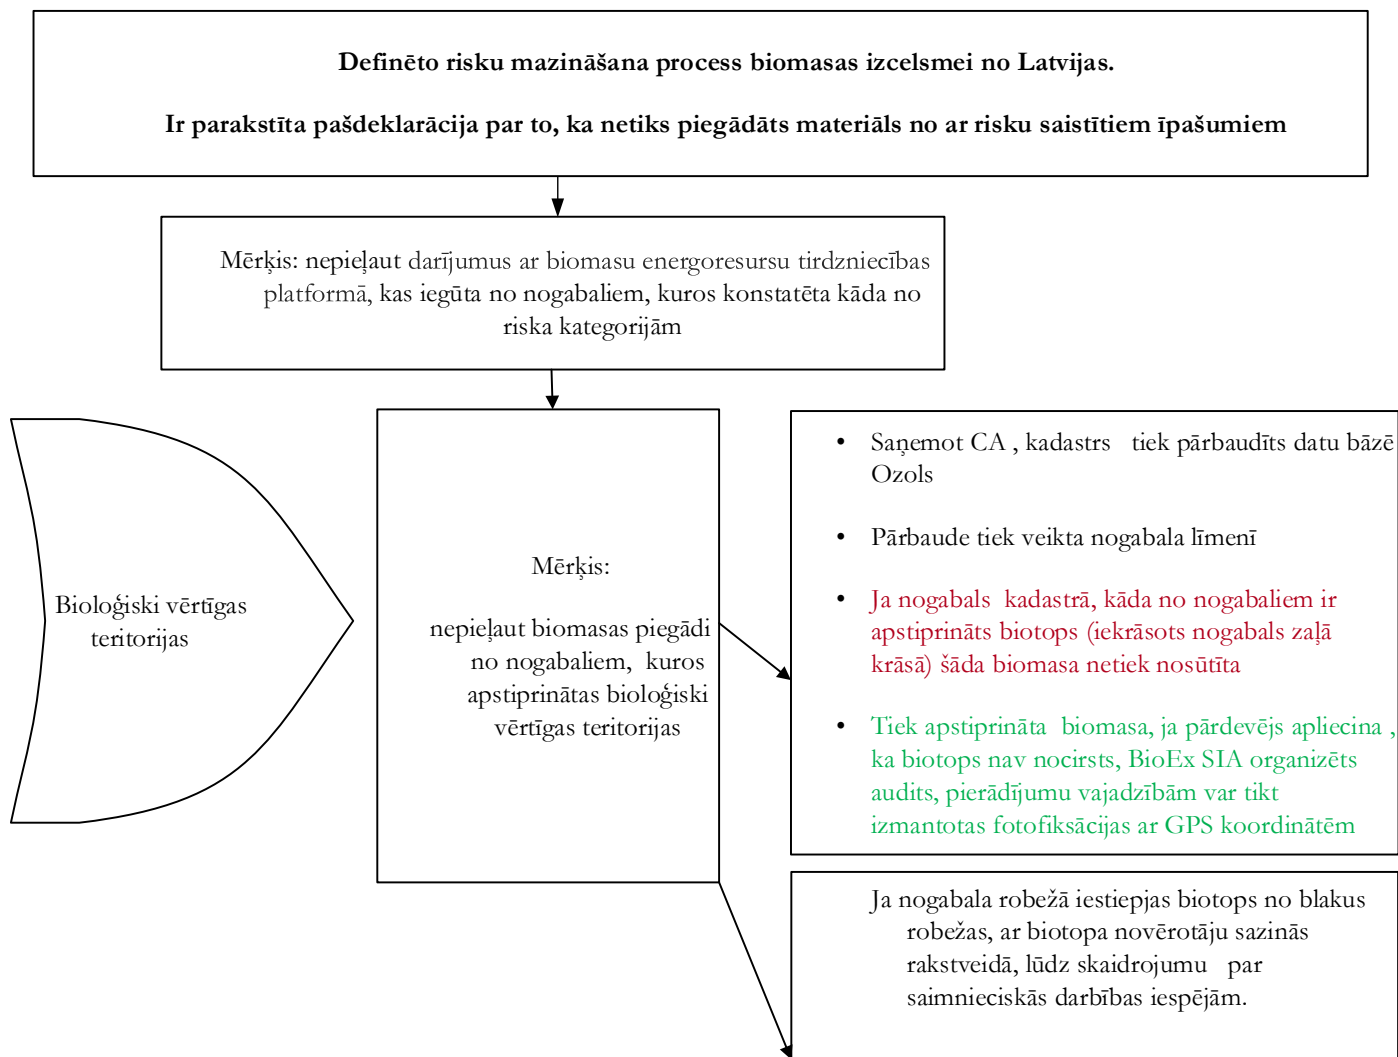 Definēto risku mazināšana process biomasas izcelsmei no Latvijas.
Ir parakstīta pašdeklarācija par to, ka netiks piegādāts materiāls no ar risku saistītiem īpašumiem
Mērķis: nepieļaut darījumus ar biomasu energoresursu tirdzniecības
platformā, kas iegūta no nogabaliem, kuros konstatēta kāda no
riska kategorijām
Bioloģiski vērtīgas
teritorijas
Mērķis:
nepieļaut biomasas piegādi
no nogabaliem, kuros
apstiprinātas bioloģiski
vērtīgas teritorijas
• Saņemot CA , kadastrs tiek pārbaudīts datu bāzē
Ozols
• Pārbaude tiek veikta nogabala līmenī
• Ja nogabals kadastrā, kāda no nogabaliem ir
apstiprināts biotops (iekrāsots nogabals zaļā
krāsā) šāda biomasa netiek nosūtīta
• Tiek apstiprināta biomasa, ja pārdevējs apliecina ,
ka biotops nav nocirsts, BioEx SIA organizēts
audits, pierādījumu vajadzībām var tikt
izmantotas fotofiksācijas ar GPS koordinātēm
Ja nogabala robežā iestiepjas biotops no blakus
robežas, ar biotopa novērotāju sazinās
rakstveidā, lūdz skaidrojumu par
saimnieciskās darbības iespējām.